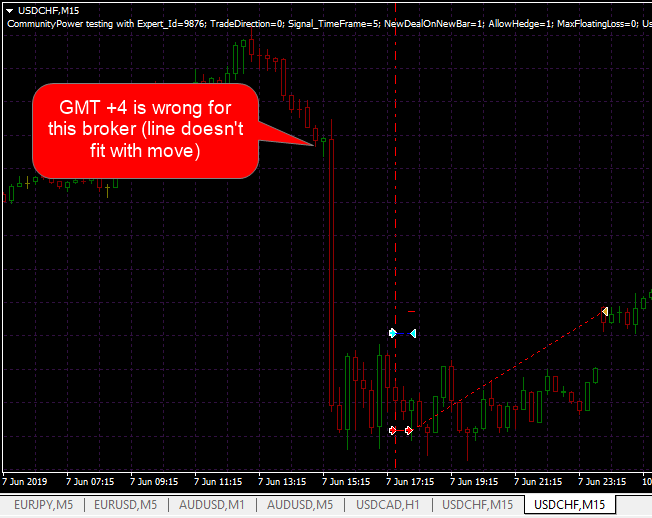 USDCHF,M15
CommunityPower testing with Expert_Id=9876; TradeDirection=0; Signal_TimeFrame=5; NewDealOnNewBar=1; AllowHedge=1; MaxFloatingLoss=0; Us
GMT +4 is wrong for
this broker (line doesn't
fit with move)
7 Jun 2019 7 Jun 07:15 7 Jun 09:15 7 Jun 11:15 7 Jun 13:15 7 Jun 15:15 7 Jun 17:15 7 Jun 19:15 7 Jun 21:15 7 Jun 23:15 10
EURJPY,M5 EURUSD,M5 AUDUSD,M1 AUDUSD,M5 USDCAD,H1 USDCHF,M15 USDCHF,M15